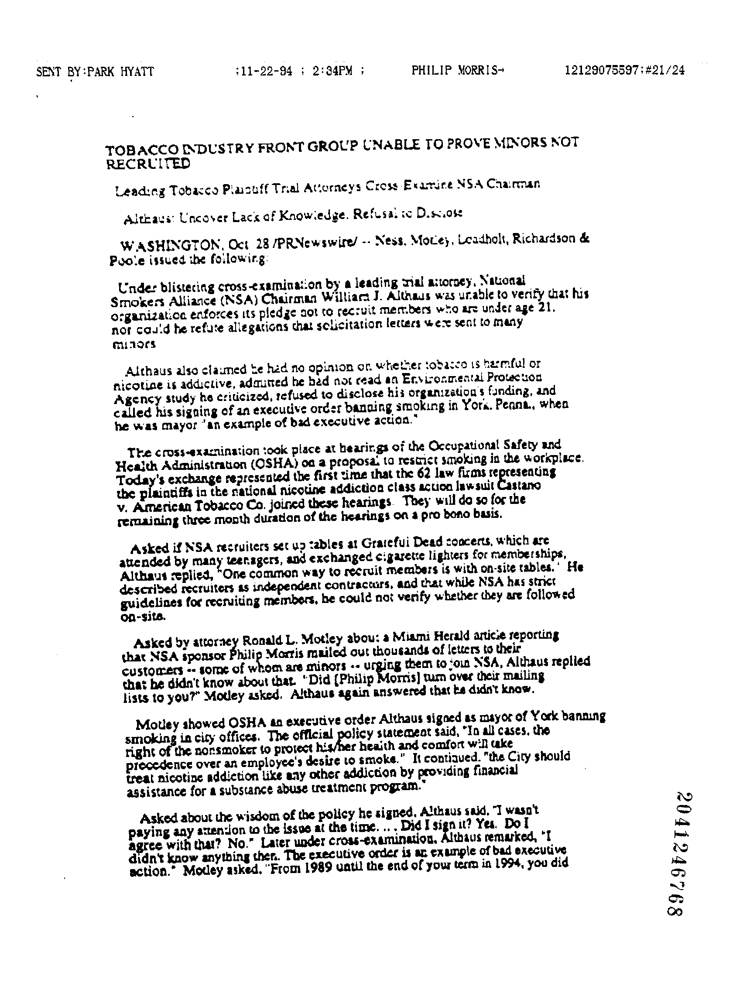 SENT BY:PARK HYATT ;11-22-94 ; 2:34PM ; PHILIP MORRIS→ 12129075597;#21/24
TOBACCO INDUSTRY FRONT GROUP UNABLE TO PROVE MINORS NOT
RECRUITED
Leading Tobacco Plaintiff Trial Attorneys Cross-Examine NSA Chairman
Althaus: Uncover Lack of Knowledge, Refusal to Disclose
WASHINGTON, Oct 28 /PRNewswire/ -- Ness, Motley, Loadholt, Richardson &
Poole issued the following:
Under blistering cross-examination by a leading trial attorney, National
Smokers Alliance (NSA) Chairman William J. Althaus was unable to verify that his
organization enforces its pledge not to recruit members who are under age 21,
nor could he refute allegations that solicitation letters were sent to many
minors
Althaus also claimed he had no opinion on whether tobacco is harmful or
nicotine is addictive, admitted he had not read an Environmental Protection
Agency study he criticized, refused to disclose his organization's funding, and
called his signing of an executive order banning smoking in York, Penna., when
he was mayor "an example of bad executive action."
The cross-examination took place at hearings of the Occupational Safety and
Health Administration (OSHA) on a proposal to restrict smoking in the workplace.
Today's exchange represented the first time that the 62 law firms representing
the plaintiffs in the national nicotine addiction class action lawsuit Castano
v. American Tobacco Co. joined these hearings. They will do so for the
remaining three month duration of the hearings on a pro bono basis.
Asked if NSA recruiters set up tables at Grateful Dead concerts, which are
attended by many teenagers, and exchanged cigarette lighters for memberships,
Althaus replied, "One common way to recruit members is with on-site tables." He
described recruiters as independent contractors, and that while NSA has strict
guidelines for recruiting members, he could not verify whether they are followed
on-site.
Asked by attorney Ronald L. Motley about a Miami Herald article reporting
that NSA sponsor Philip Morris mailed out thousands of letters to their
customers -- some of whom are minors -- urging them to join NSA, Althaus replied
that he didn't know about that. "Did [Philip Morris] turn over their mailing
lists to you?" Motley asked. Althaus again answered that he didn't know.
Motley showed OSHA an executive order Althaus signed as mayor of York banning
smoking in city offices. The official policy statement said, "In all cases, the
right of the nonsmoker to protect his/her health and comfort will take
precedence over an employee's desire to smoke." It continued, "the City should
treat nicotine addiction like any other addiction by providing financial
assistance for a substance abuse treatment program."
Asked about the wisdom of the policy he signed, Althaus said, "I wasn't
paying any attention to the issue at the time. ... Did I sign it? Yes. Do I
agree with that? No." Later under cross-examination, Althaus remarked, "I
didn't know anything then. The executive order is an example of bad executive
action." Motley asked, "From 1989 until the end of your term in 1994, you did
2041246768